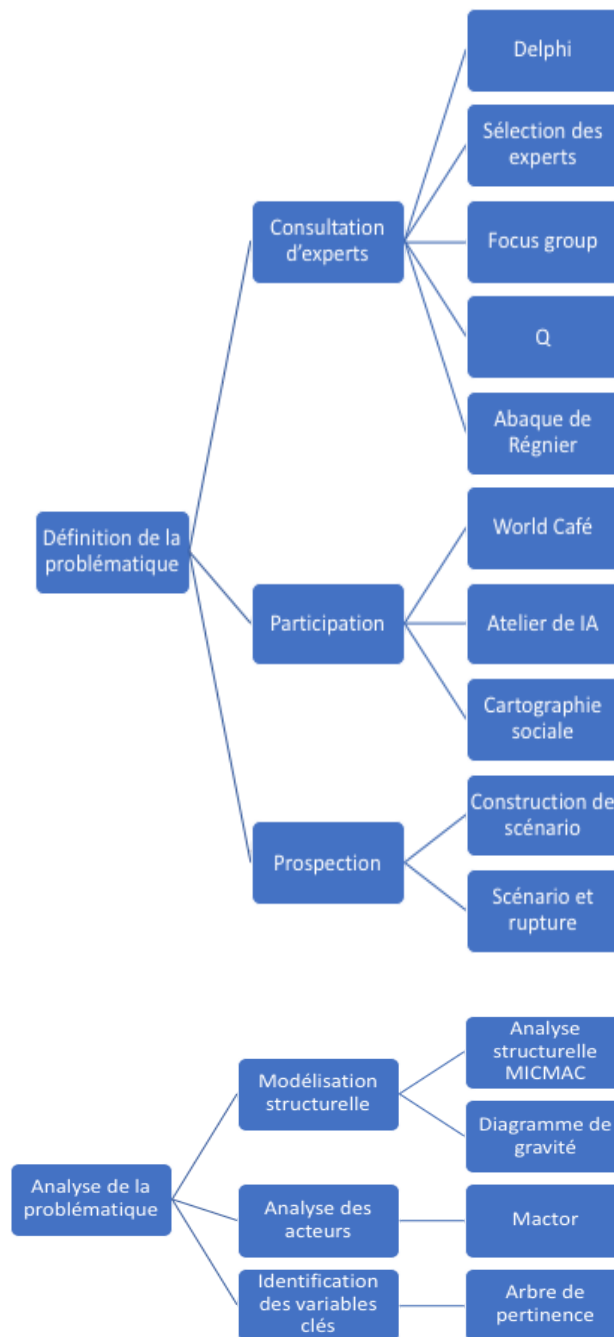 Définition de la
problématique
Consultation
d'experts
Delphi
Sélection des
experts
Focus group
Q
Abaque de
Régnier
Participation
World Café
Atelier de IA
Cartographie
sociale
Prospection
Construction de
scénario
Scénario et
rupture
Analyse de la
problématique
Modélisation
structurelle
Analyse
structurelle
MICMAC
Diagramme de
gravité
Analyse des
acteurs
Mactor
Identification
des variables
clés
Arbre de
pertinence